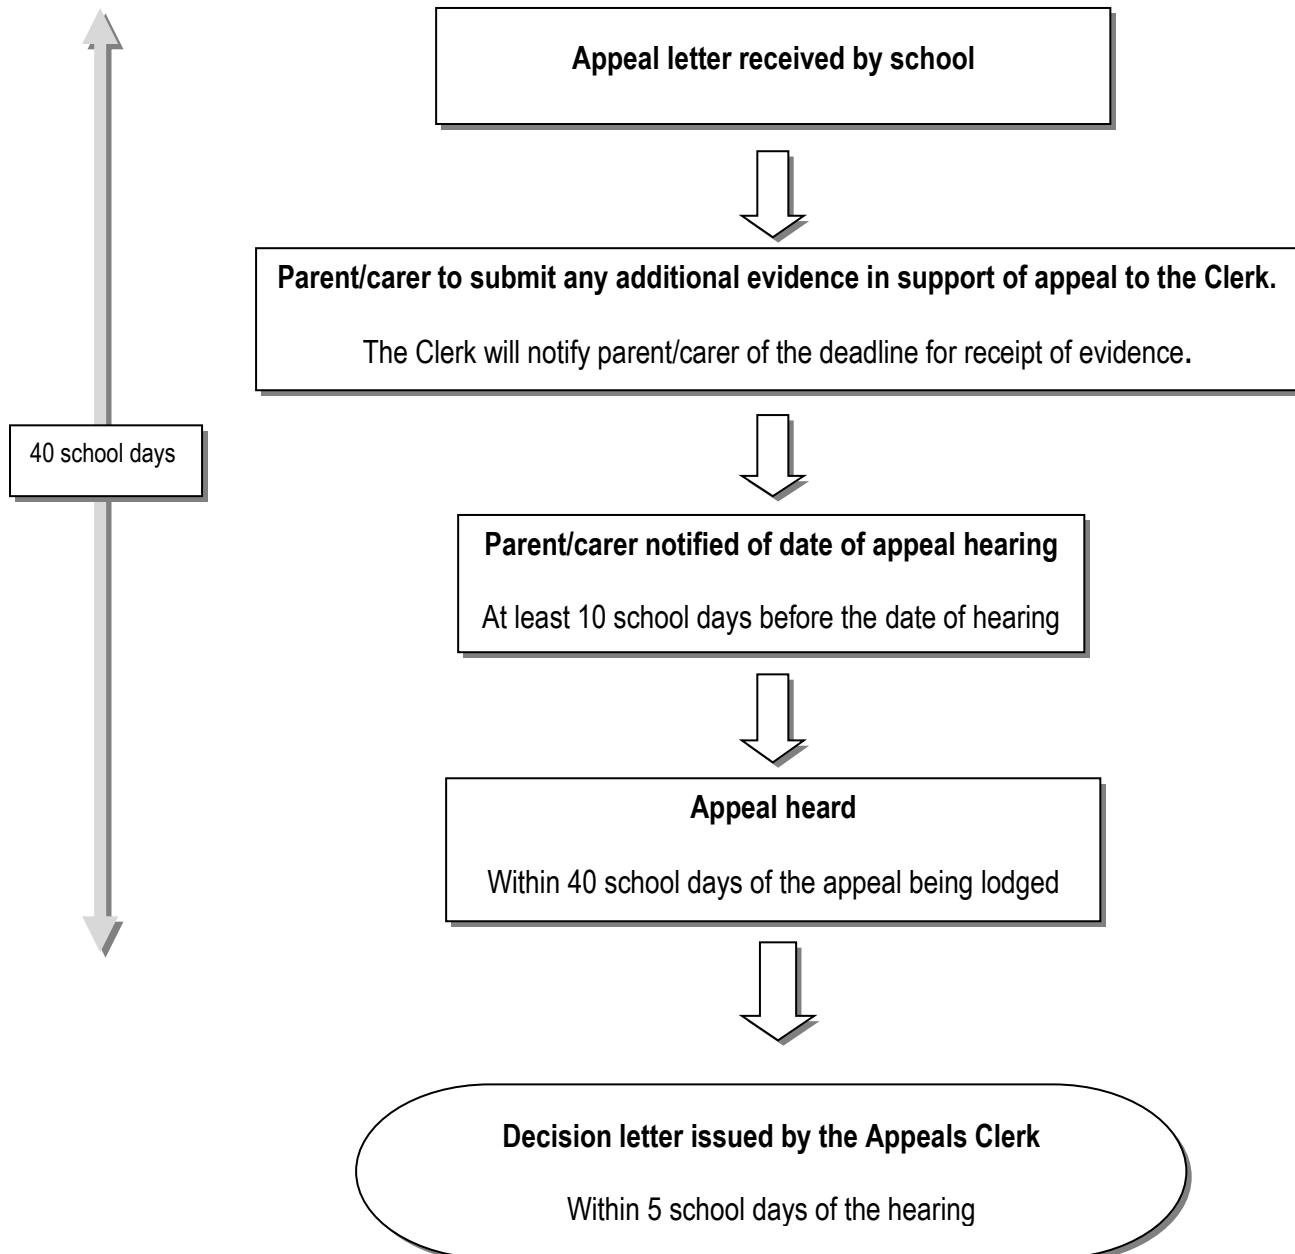 Appeal letter received by school
Parent/carer to submit any additional evidence in support of appeal to the Clerk.
The Clerk will notify parent/carer of the deadline for receipt of evidence.
40 school days
Parent/carer notified of date of appeal hearing
At least 10 school days before the date of hearing
Appeal heard
Within 40 school days of the appeal being lodged
Decision letter issued by the Appeals Clerk
Within 5 school days of the hearing